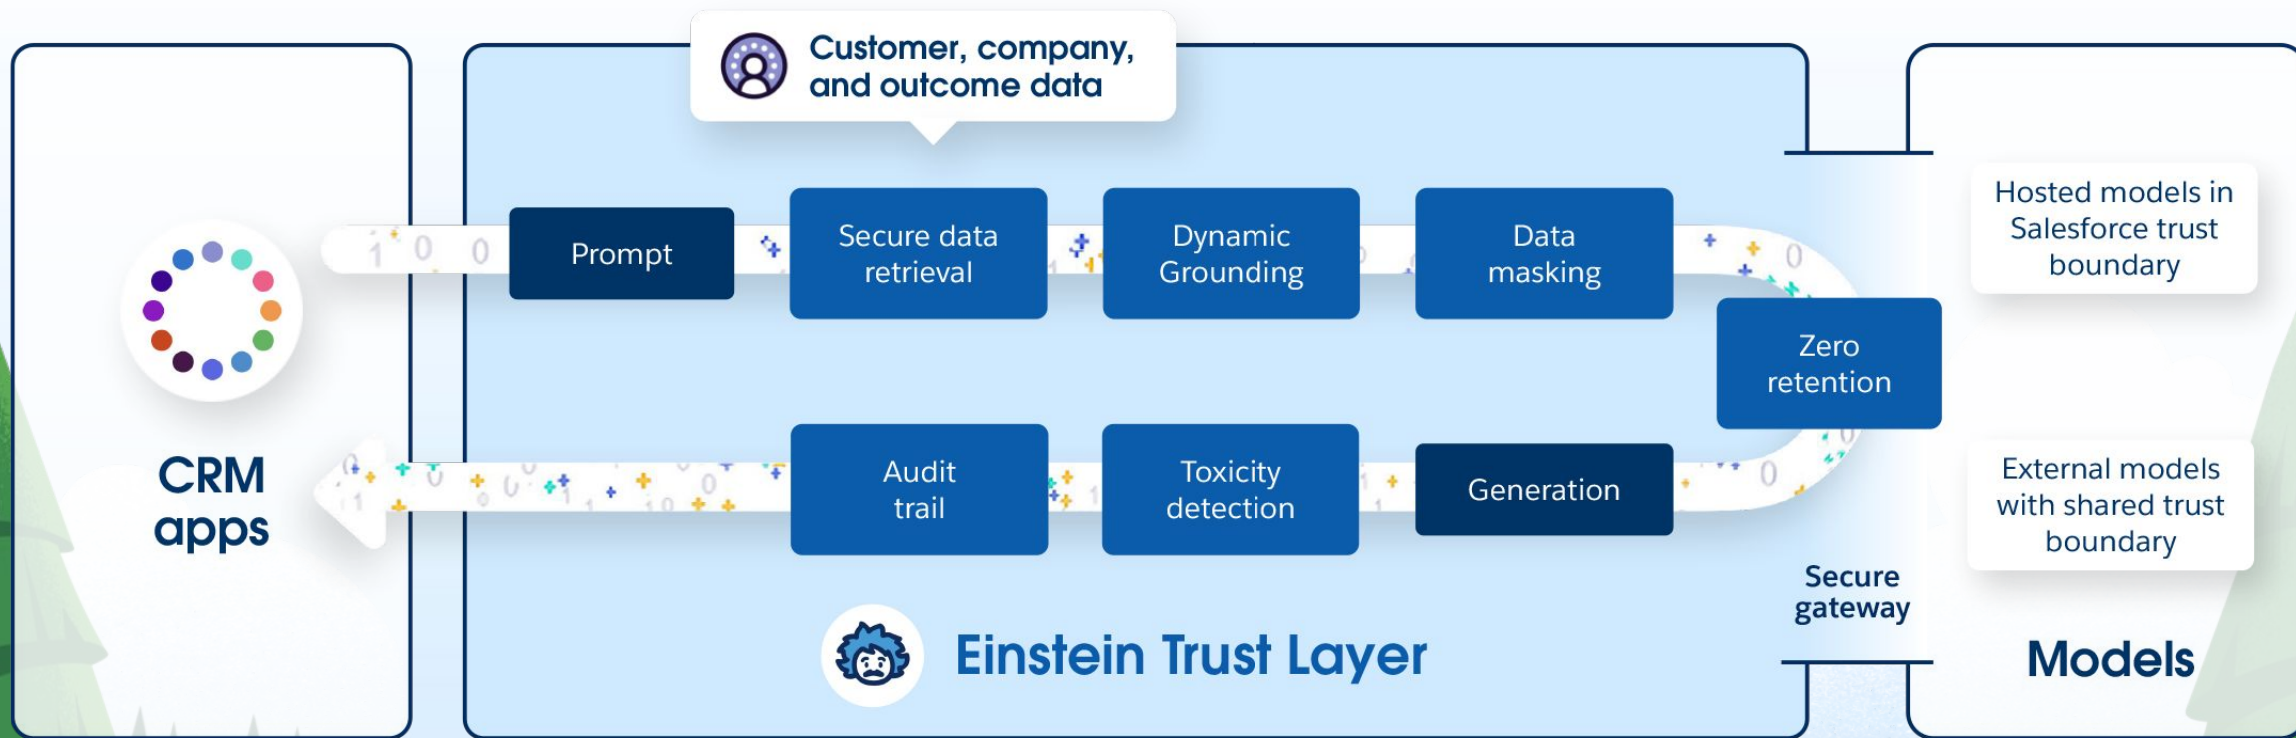 Customer, company,
and outcome data
Prompt
Secure data
retrieval
Dynamic
Grounding
Data
masking
Zero
retention
Hosted models in
Salesforce trust
boundary
CRM
apps
Audit
trail
Toxicity
detection
Generation
External models
with shared trust
boundary
Secure
gateway
Einstein Trust Layer
Models